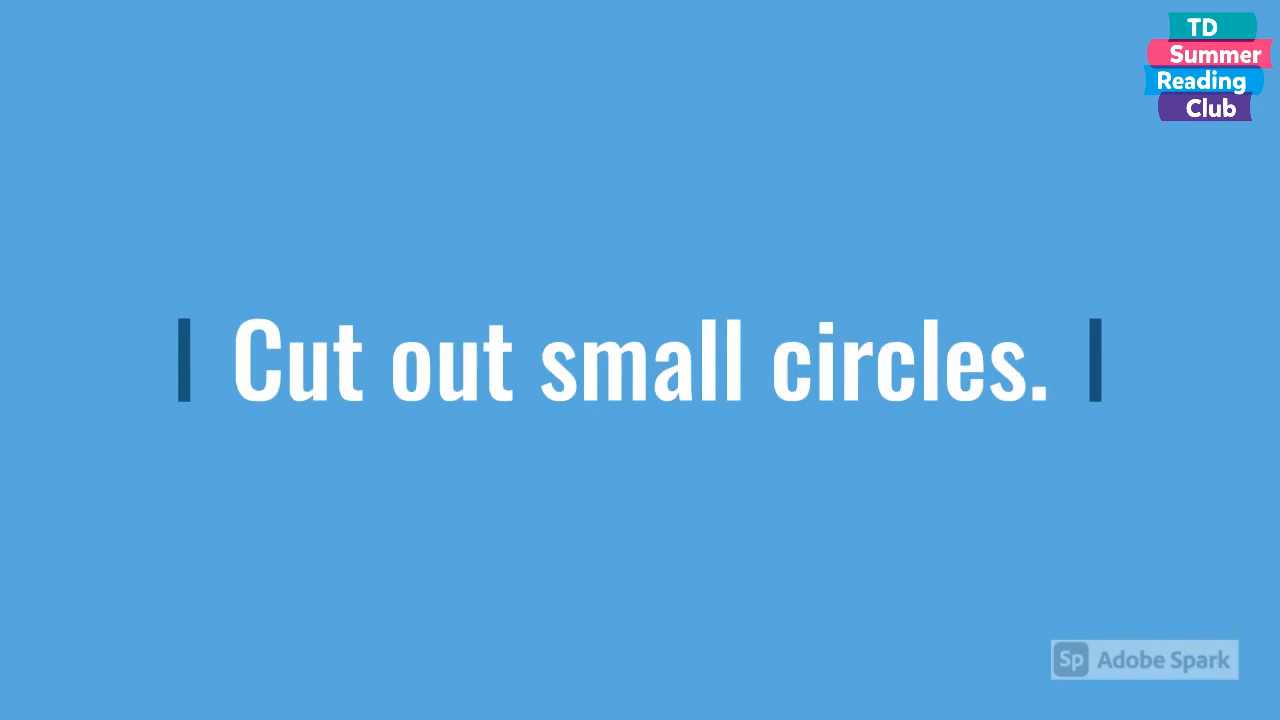 TD
Summer
Reading
Club
Cut out small circles.
Sp Adobe Spark